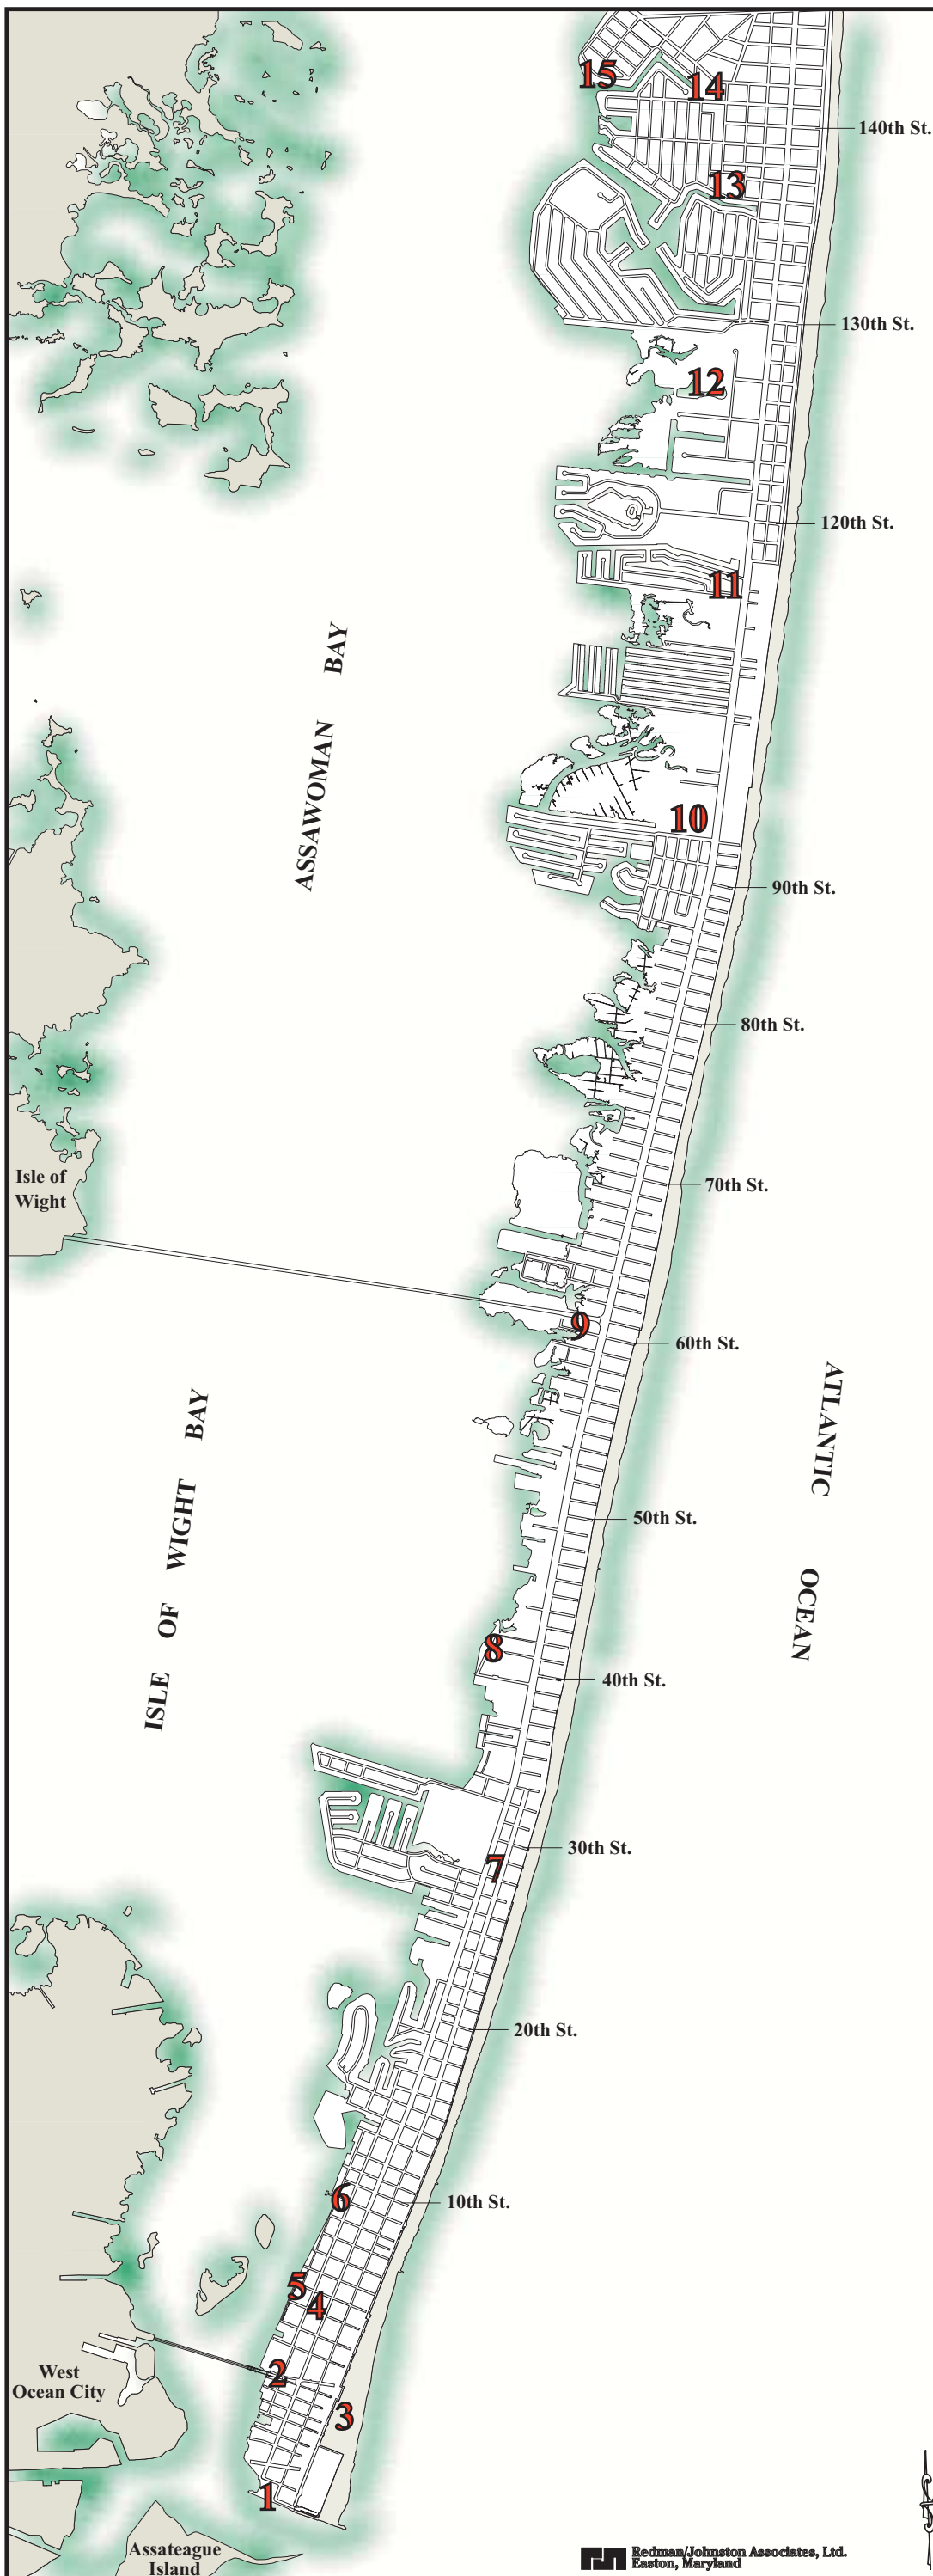 15
14
140th St.
13
130th St.
12
120th St.
11
ASSAWOMAN BAY
10
90th St.
80th St.
Isle of
Wight
70th St.
9
60th St.
ATLANTIC OCEAN
ISLE OF WIGHT BAY
50th St.
8
40th St.
30th St.
7
20th St.
6
10th St.
5
4
2
West
Ocean City
3
1
Assateague
Island
Redman/Johnston Associates, Ltd.
Easton, Maryland